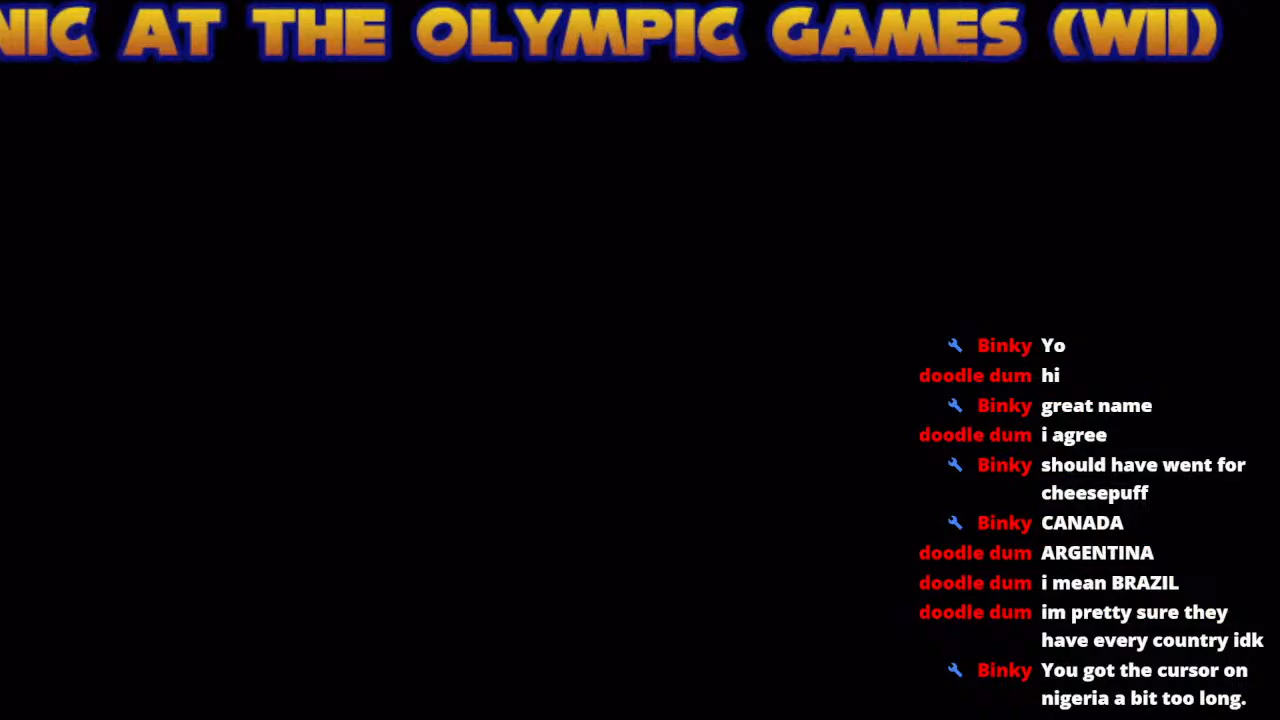 NIC AT THE OLYMPIC GAMES (WII)
Binky Yo
doodle dum hi
Binky great name
doodle dum i agree
Binky should have went for
cheesepuff
Binky CANADA
doodle dum ARGENTINA
doodle dum i mean BRAZIL
doodle dum im pretty sure they
have every country idk
Binky You got the cursor on
nigeria a bit too long.